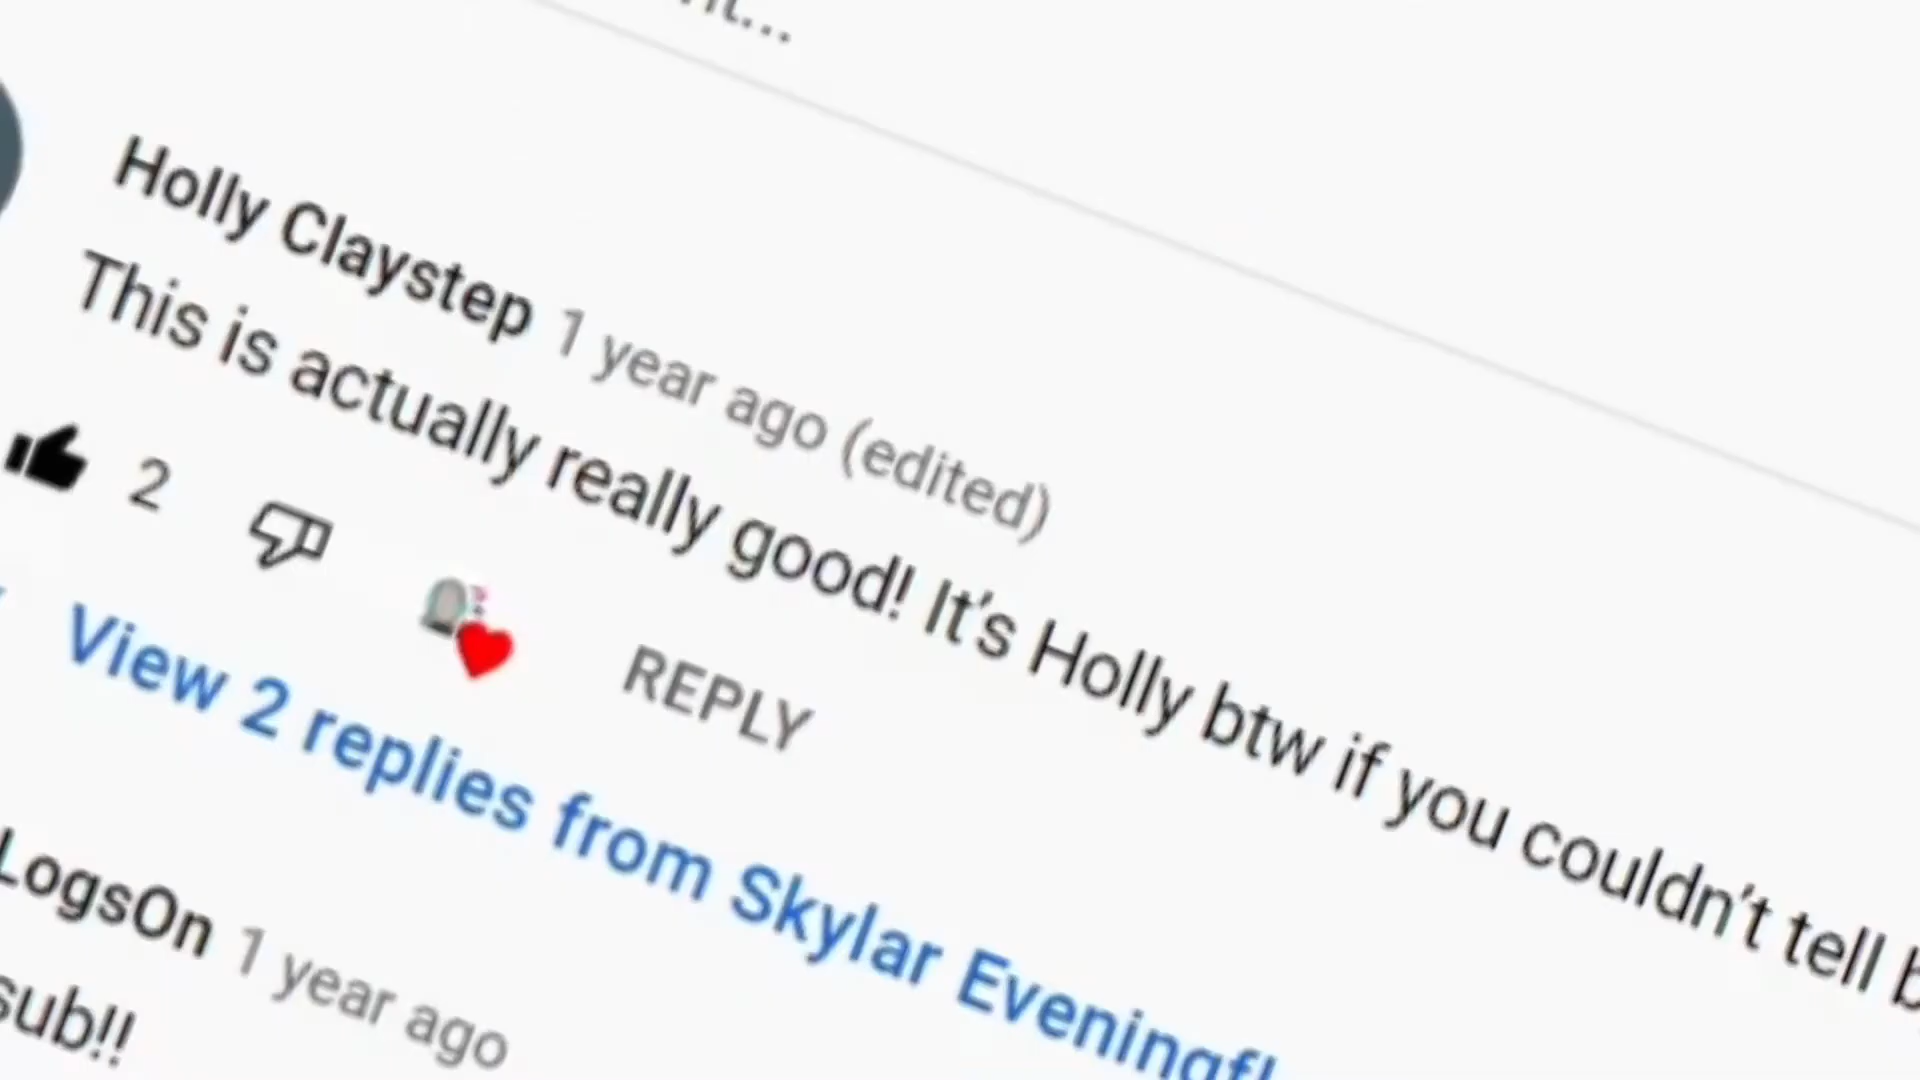 Holly Claystep 1 year ago (edited)
This is actually really good! It's Holly btw if you couldn't tell
2 REPLY
View 2 replies from Skylar
LogsOn 1 year ago
sub!!